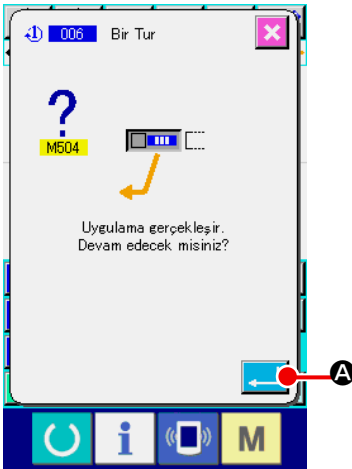 006 Bir Tur
?
M504
Uygulama gerçekleşir.
Devam edecek misiniz?
A
i M